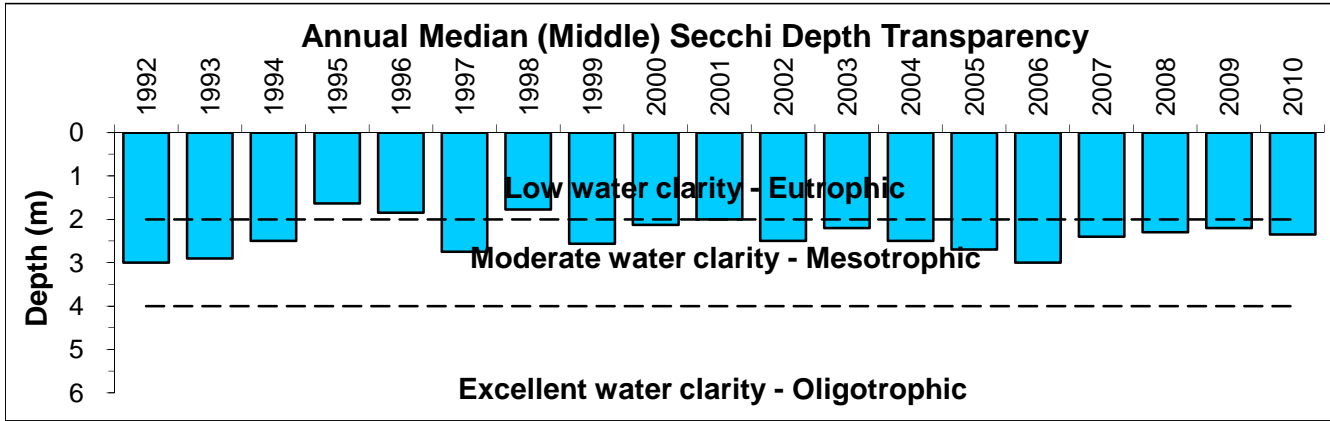 Annual Median (Middle) Secchi Depth Transparency
1992 1993 1994 1995 1996 1997 1998 1999 2000 2001 2002 2003 2004 2005 2006 2007 2008 2009 2010
Depth (m)
0
1
Low water clarity - Eutrophic
2
3
Moderate water clarity - Mesotrophic
4
5
6
Excellent water clarity - Oligotrophic